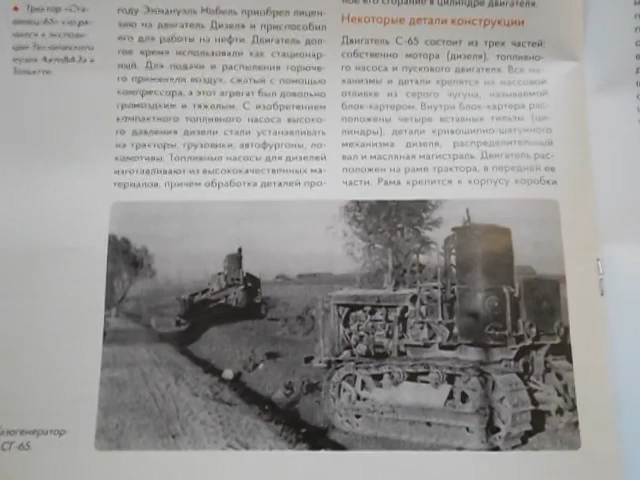 Трактор «Ста-
линец-65» «за ра-
экспози-
ции Технического
музея АвтоВАЗа в
Тольятти.
году Эммануэль Нобель приобрел лицен-
зию на двигатель Дизеля и приспособил
его для работы на нефти. Двигатель дол-
гое время использовали как стационар-
ный. Для подачи и распыления горюче-
го применяли воздух, сжатый с помощью
компрессора, а этот агрегат был довольно
громоздким и тяжелым. С изобретением
компактного топливного насоса высоко-
го давления дизели стали устанавливать
на тракторы, грузовики, автофургоны, ло-
комотивы. Топливные насосы для дизелей
изготавливают из высококачественных ма-
териалов, причем обработка деталей про-
ное его сгорание в цилиндре двигателя.
Некоторые детали конструкции
Двигатель С-65 состоит из трех частей:
собственно мотора (дизеля), топливно-
го насоса и пускового двигателя. Все ме-
ханизмы и детали крепятся на массовой
отливке из серого чугуна, называемой
блок-картером. Внутри блок-картера рас-
положены четыре вставных гильзы (ци-
линдры), детали кривошипно-шатунного
механизма дизеля, распределительный
вал и масляная магистраль. Двигатель рас-
положен на раме трактора, в передней ее
части. Рама крепится к корпусу коробки
азогенератор-
СГ-65.